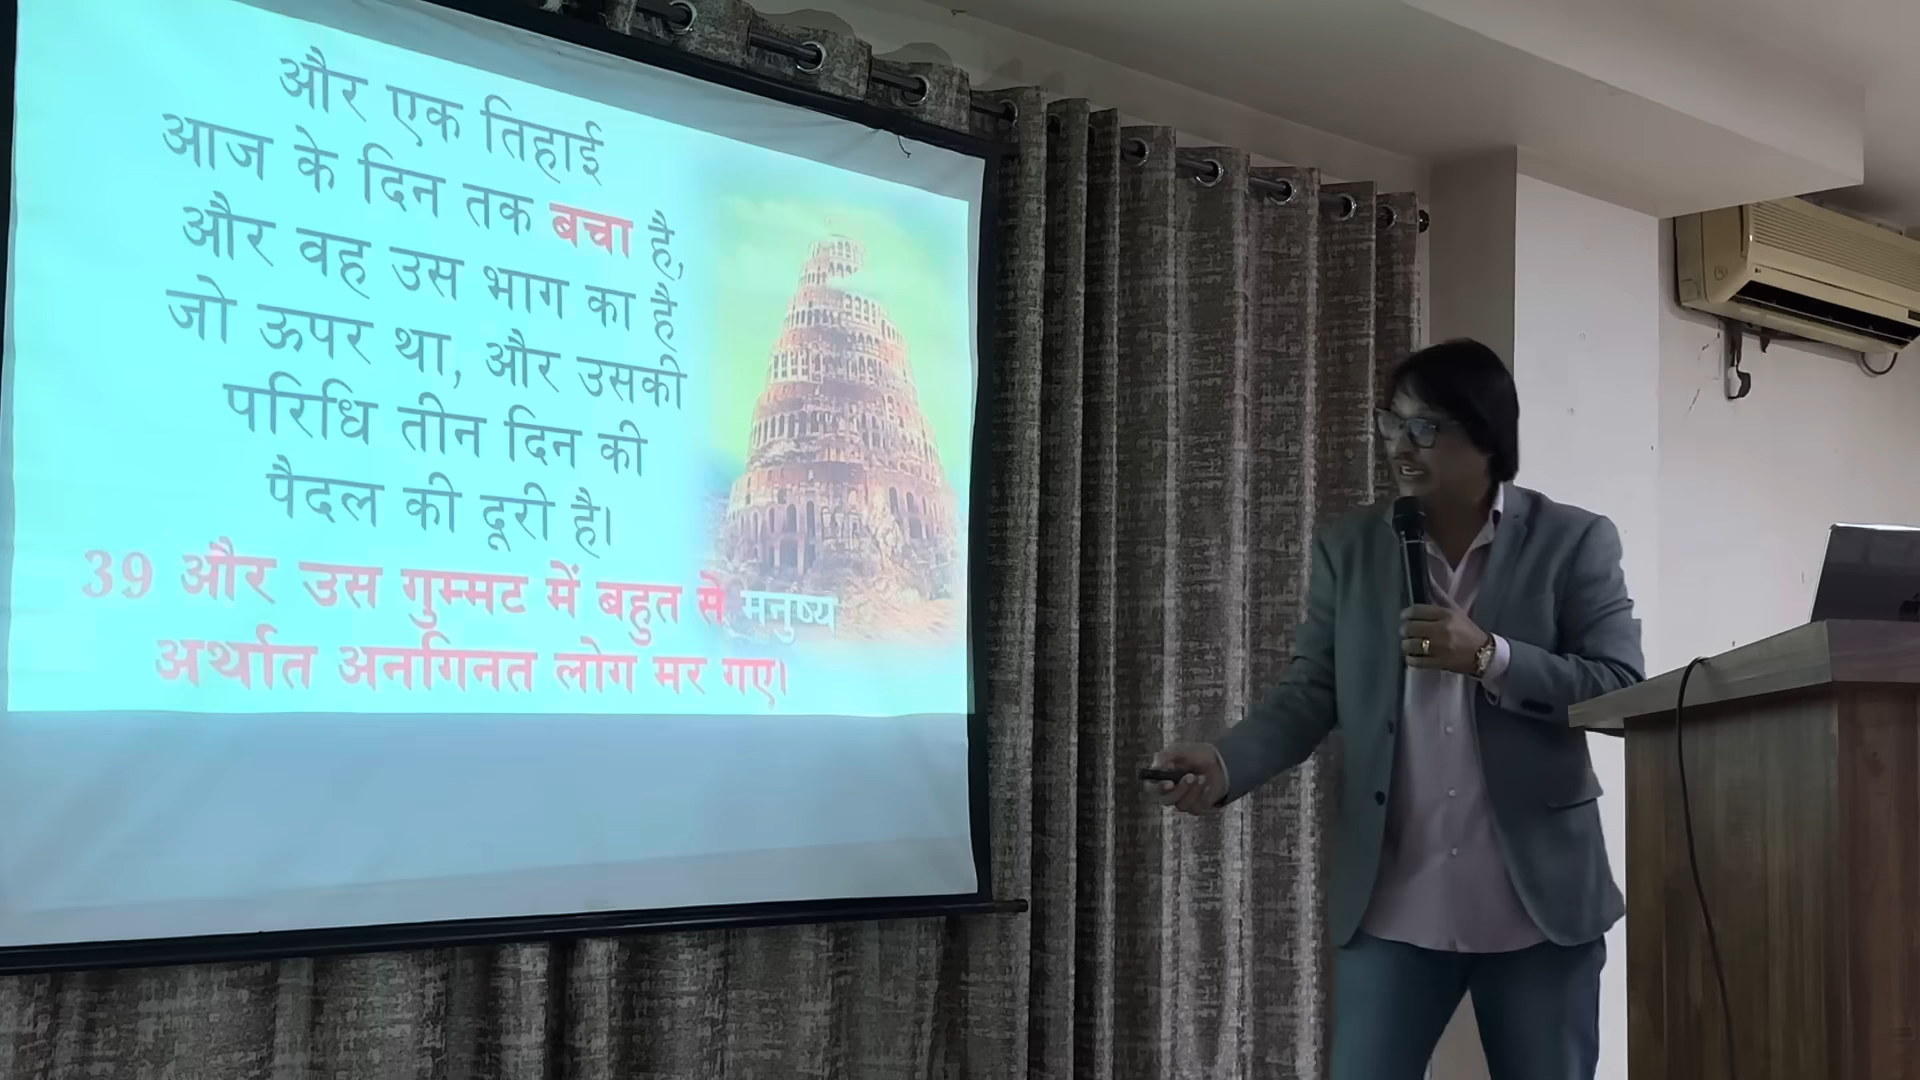 और एक तिहाई
आज के दिन तक बचा है,
और वह उस भाग का है
जो ऊपर था, और उसकी
परिधि तीन दिन की
पैदल की दूरी है।
39 और उस गुम्मट में बहुत से मनुष्य
अर्थात अनगिनत लोग मर गए।